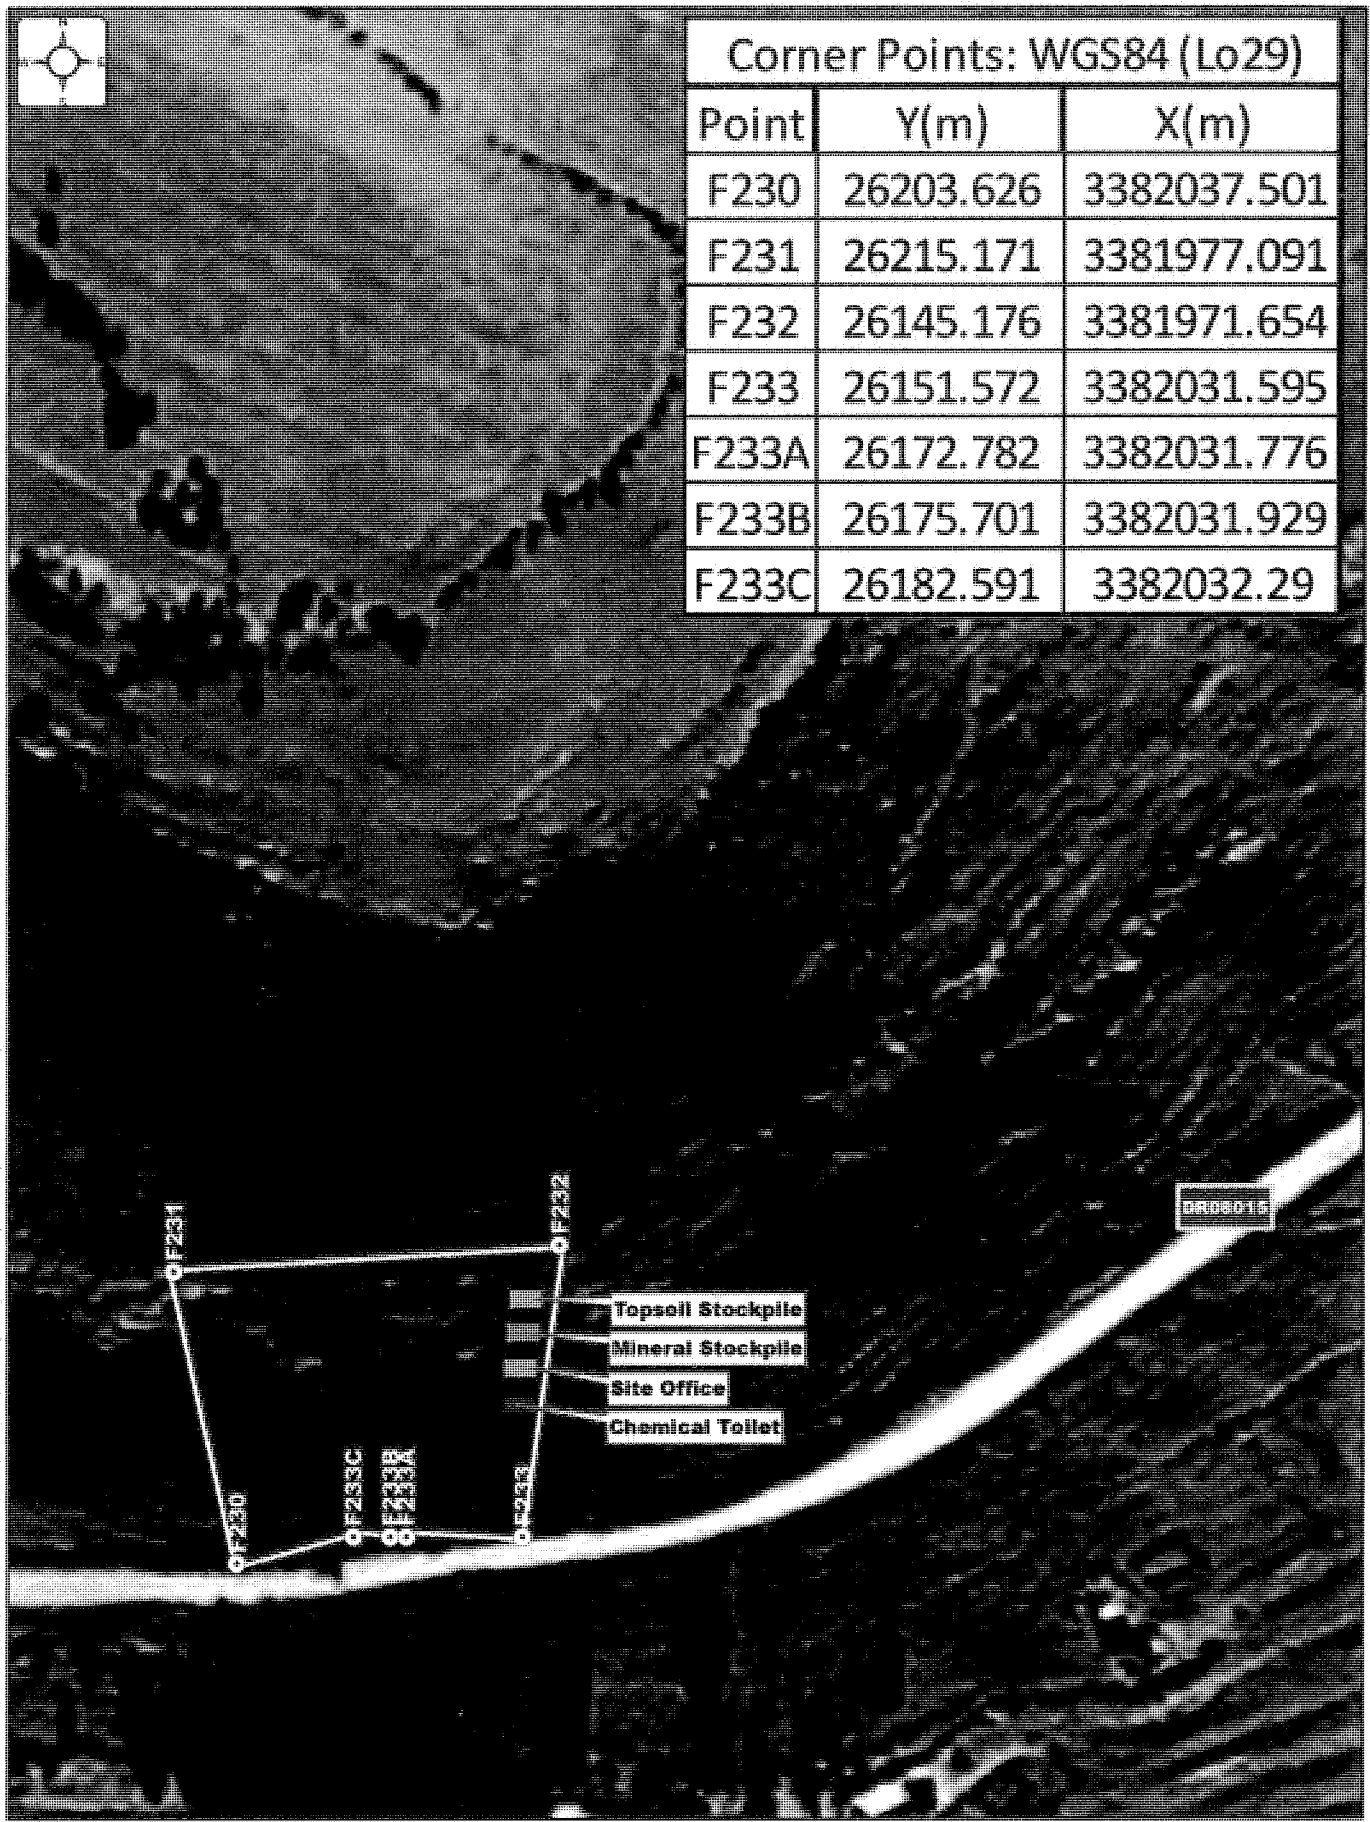 Corner Points: WGS84 (Lo29)
Point Y(m) X(m)
F230 26203.626 3382037.501
F231 26215.171 3381977.091
F232 26145.176 3381971.654
F233 26151.572 3382031.595
F233A 26172.782 3382031.776
F233B 26175.701 3382031.929
F233C 26182.591 3382032.29
F231
F232
DR08015
Topsoil Stockpile
Mineral Stockpile
Site Office
Chemical Toilet
F230
F233C
F233B
F233A
F233